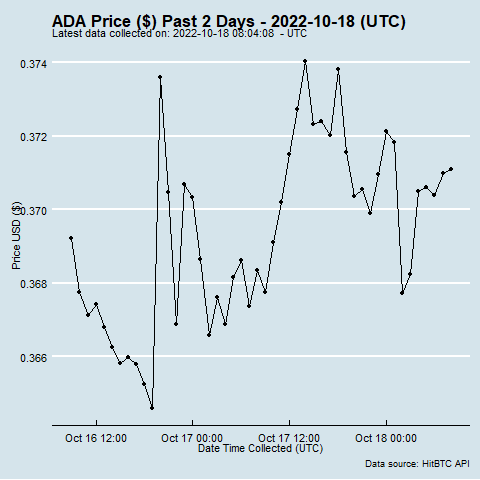 ADA Price ($) Past 2 Days - 2022-10-18 (UTC)
Latest data collected on: 2022-10-18 08:04:08 - UTC
0.374
0.372
0.370
0.368
0.366
Price USD ($)
Oct 16 12:00 Oct 17 00:00 Oct 17 12:00 Oct 18 00:00
Date Time Collected (UTC)
Data source: HitBTC API